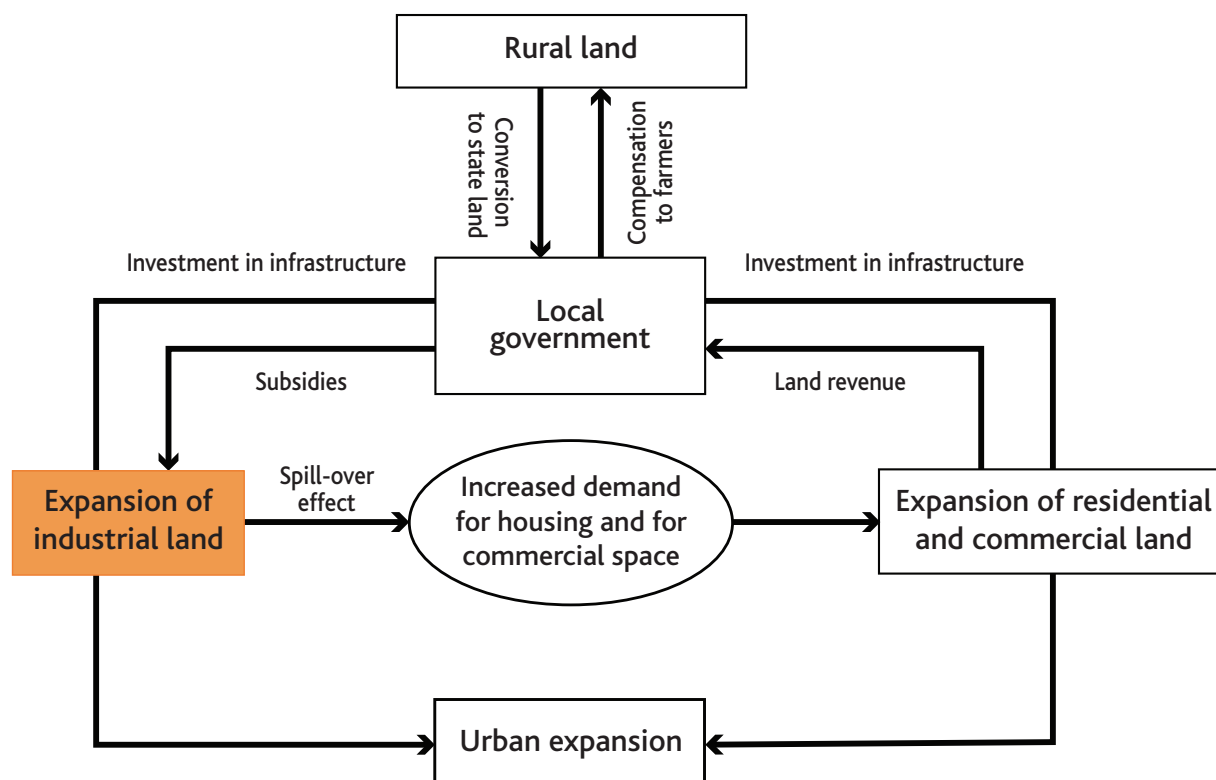 Rural land
Conversion
to state land
Compensation
to farmers
Investment in infrastructure
Investment in infrastructure
Local
government
Subsidies
Land revenue
Expansion of
industrial land
Spill-over
effect
Increased demand
for housing and for
commercial space
Expansion of residential
and commercial land
Urban expansion